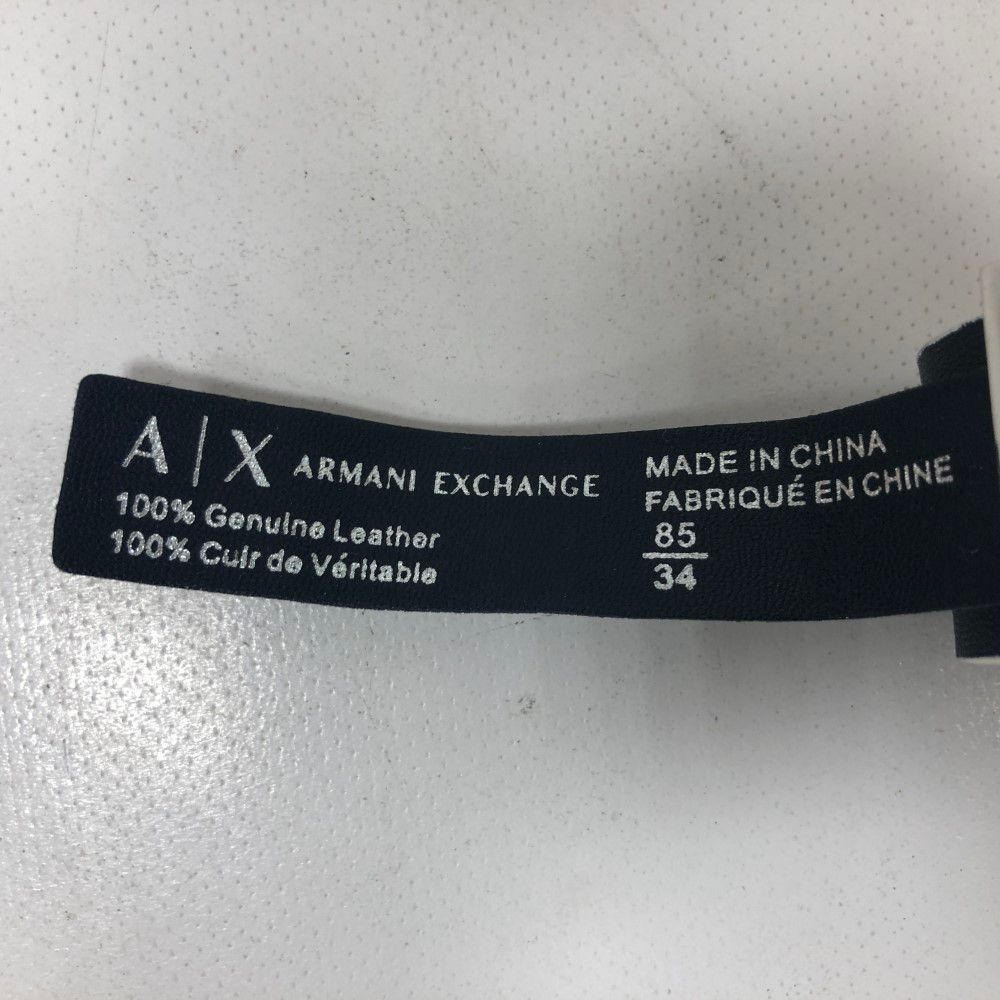 A|X ARMANI EXCHANGE
100% Genuine Leather
100% Cuir de Véritable
MADE IN CHINA
FABRIQUÉ EN CHINE
85
34